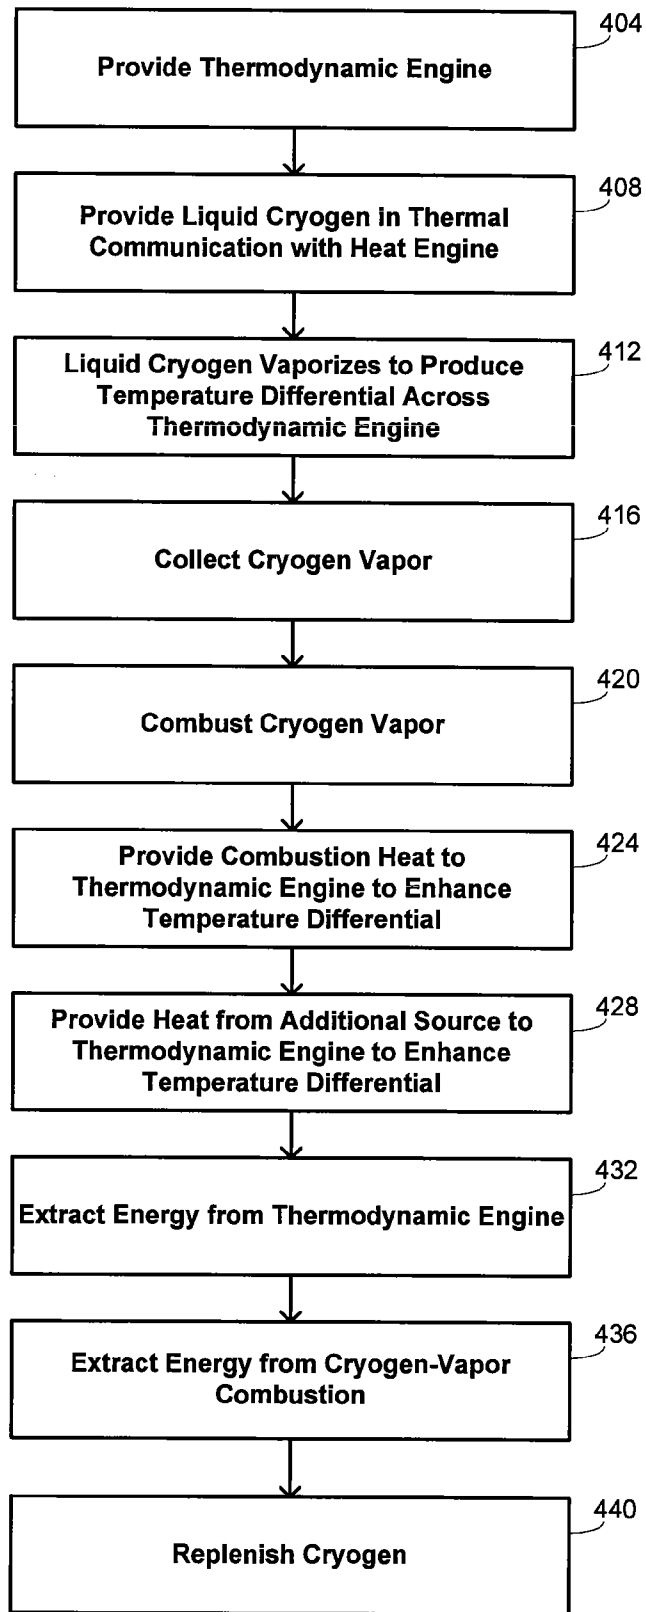 404
Provide Thermodynamic Engine
408
Provide Liquid Cryogen in Thermal
Communication with Heat Engine
412
Liquid Cryogen Vaporizes to Produce
Temperature Differential Across
Thermodynamic Engine
416
Collect Cryogen Vapor
420
Combust Cryogen Vapor
424
Provide Combustion Heat to
Thermodynamic Engine to Enhance
Temperature Differential
428
Provide Heat from Additional Source to
Thermodynamic Engine to Enhance
Temperature Differential
432
Extract Energy from Thermodynamic Engine
436
Extract Energy from Cryogen-Vapor
Combustion
440
Replenish Cryogen